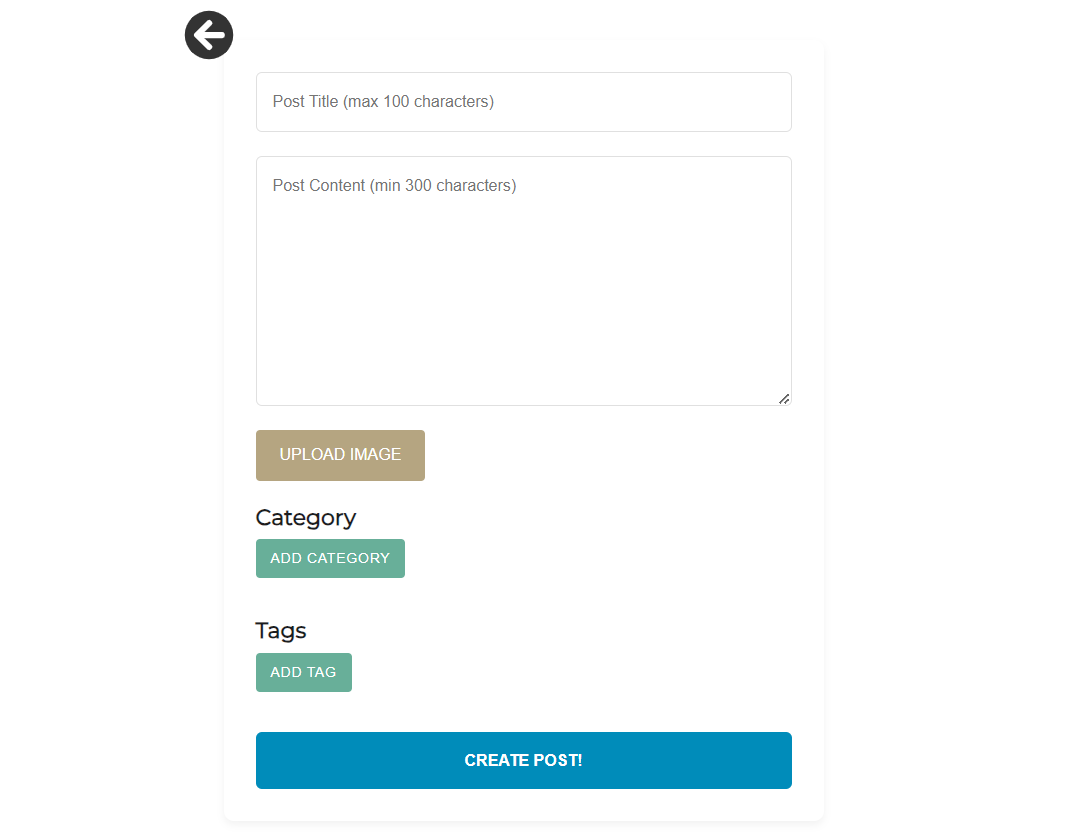 Post Title (max 100 characters)
Post Content (min 300 characters)
UPLOAD IMAGE
Category
ADD CATEGORY
Tags
ADD TAG
CREATE POST!